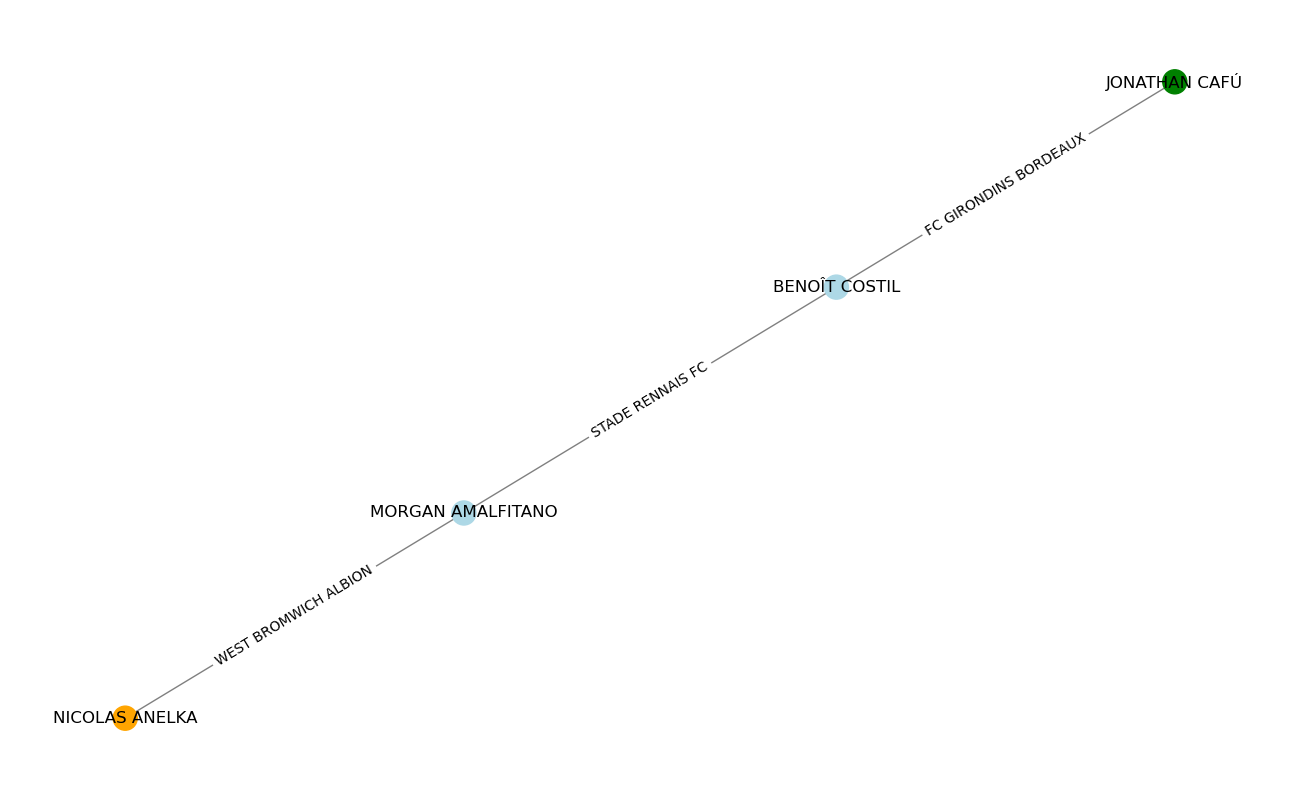 JONATHAN CAFÚ
FC GIRONDINS BORDEAUX
BENOÎT COSTIL
STADE RENNAIS FC
MORGAN AMALFITANO
WEST BROMWICH ALBION
NICOLAS ANELKA